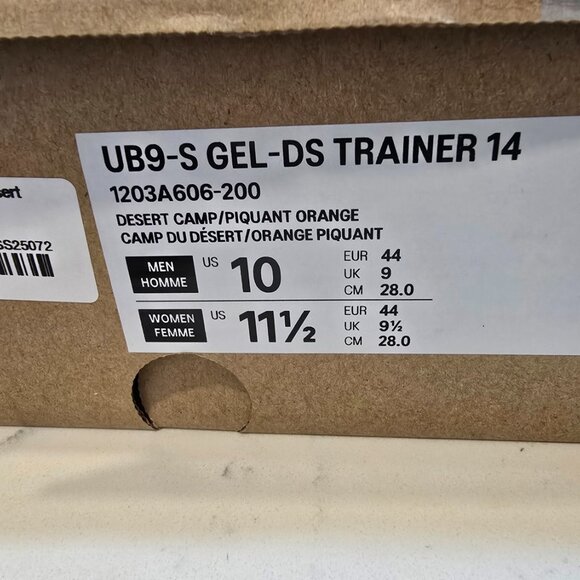 UB9-S GEL-DS TRAINER 14
1203A606-200
DESERT CAMP/PIQUANT ORANGE
CAMP DU DÉSERT/ORANGE PIQUANT
MEN
HOMME
US 10
EUR 44
UK 9
CM 28.0
WOMEN
FEMME
US 11½
EUR 44
UK 9½
CM 28.0